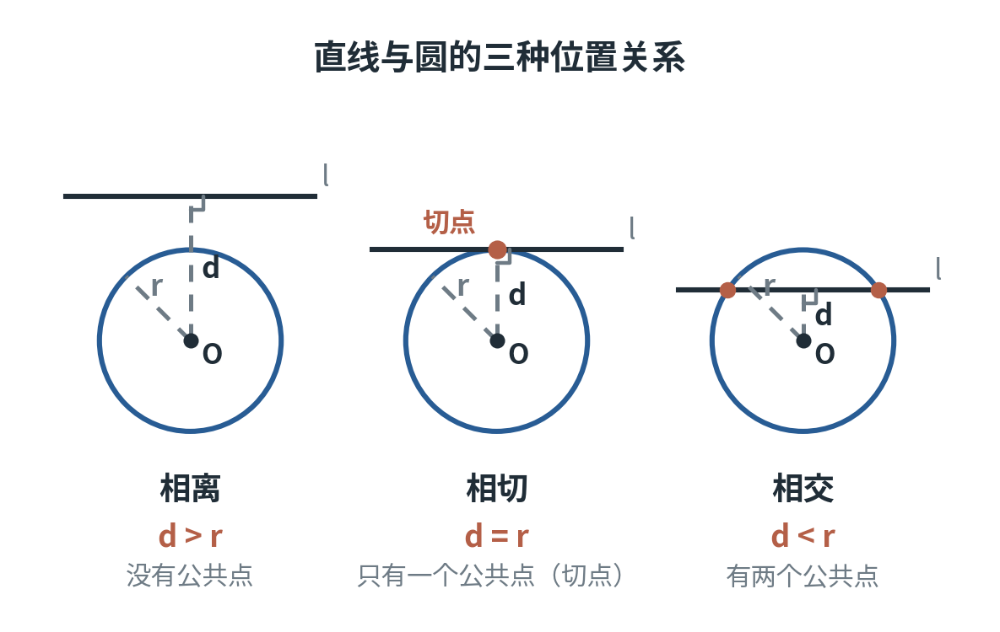 直线与圆的三种位置关系
l
d
r
O
相离
d > r
没有公共点
l
切点
r
d
O
相切
d = r
只有一个公共点（切点）
l
r
d
O
相交
d < r
有两个公共点